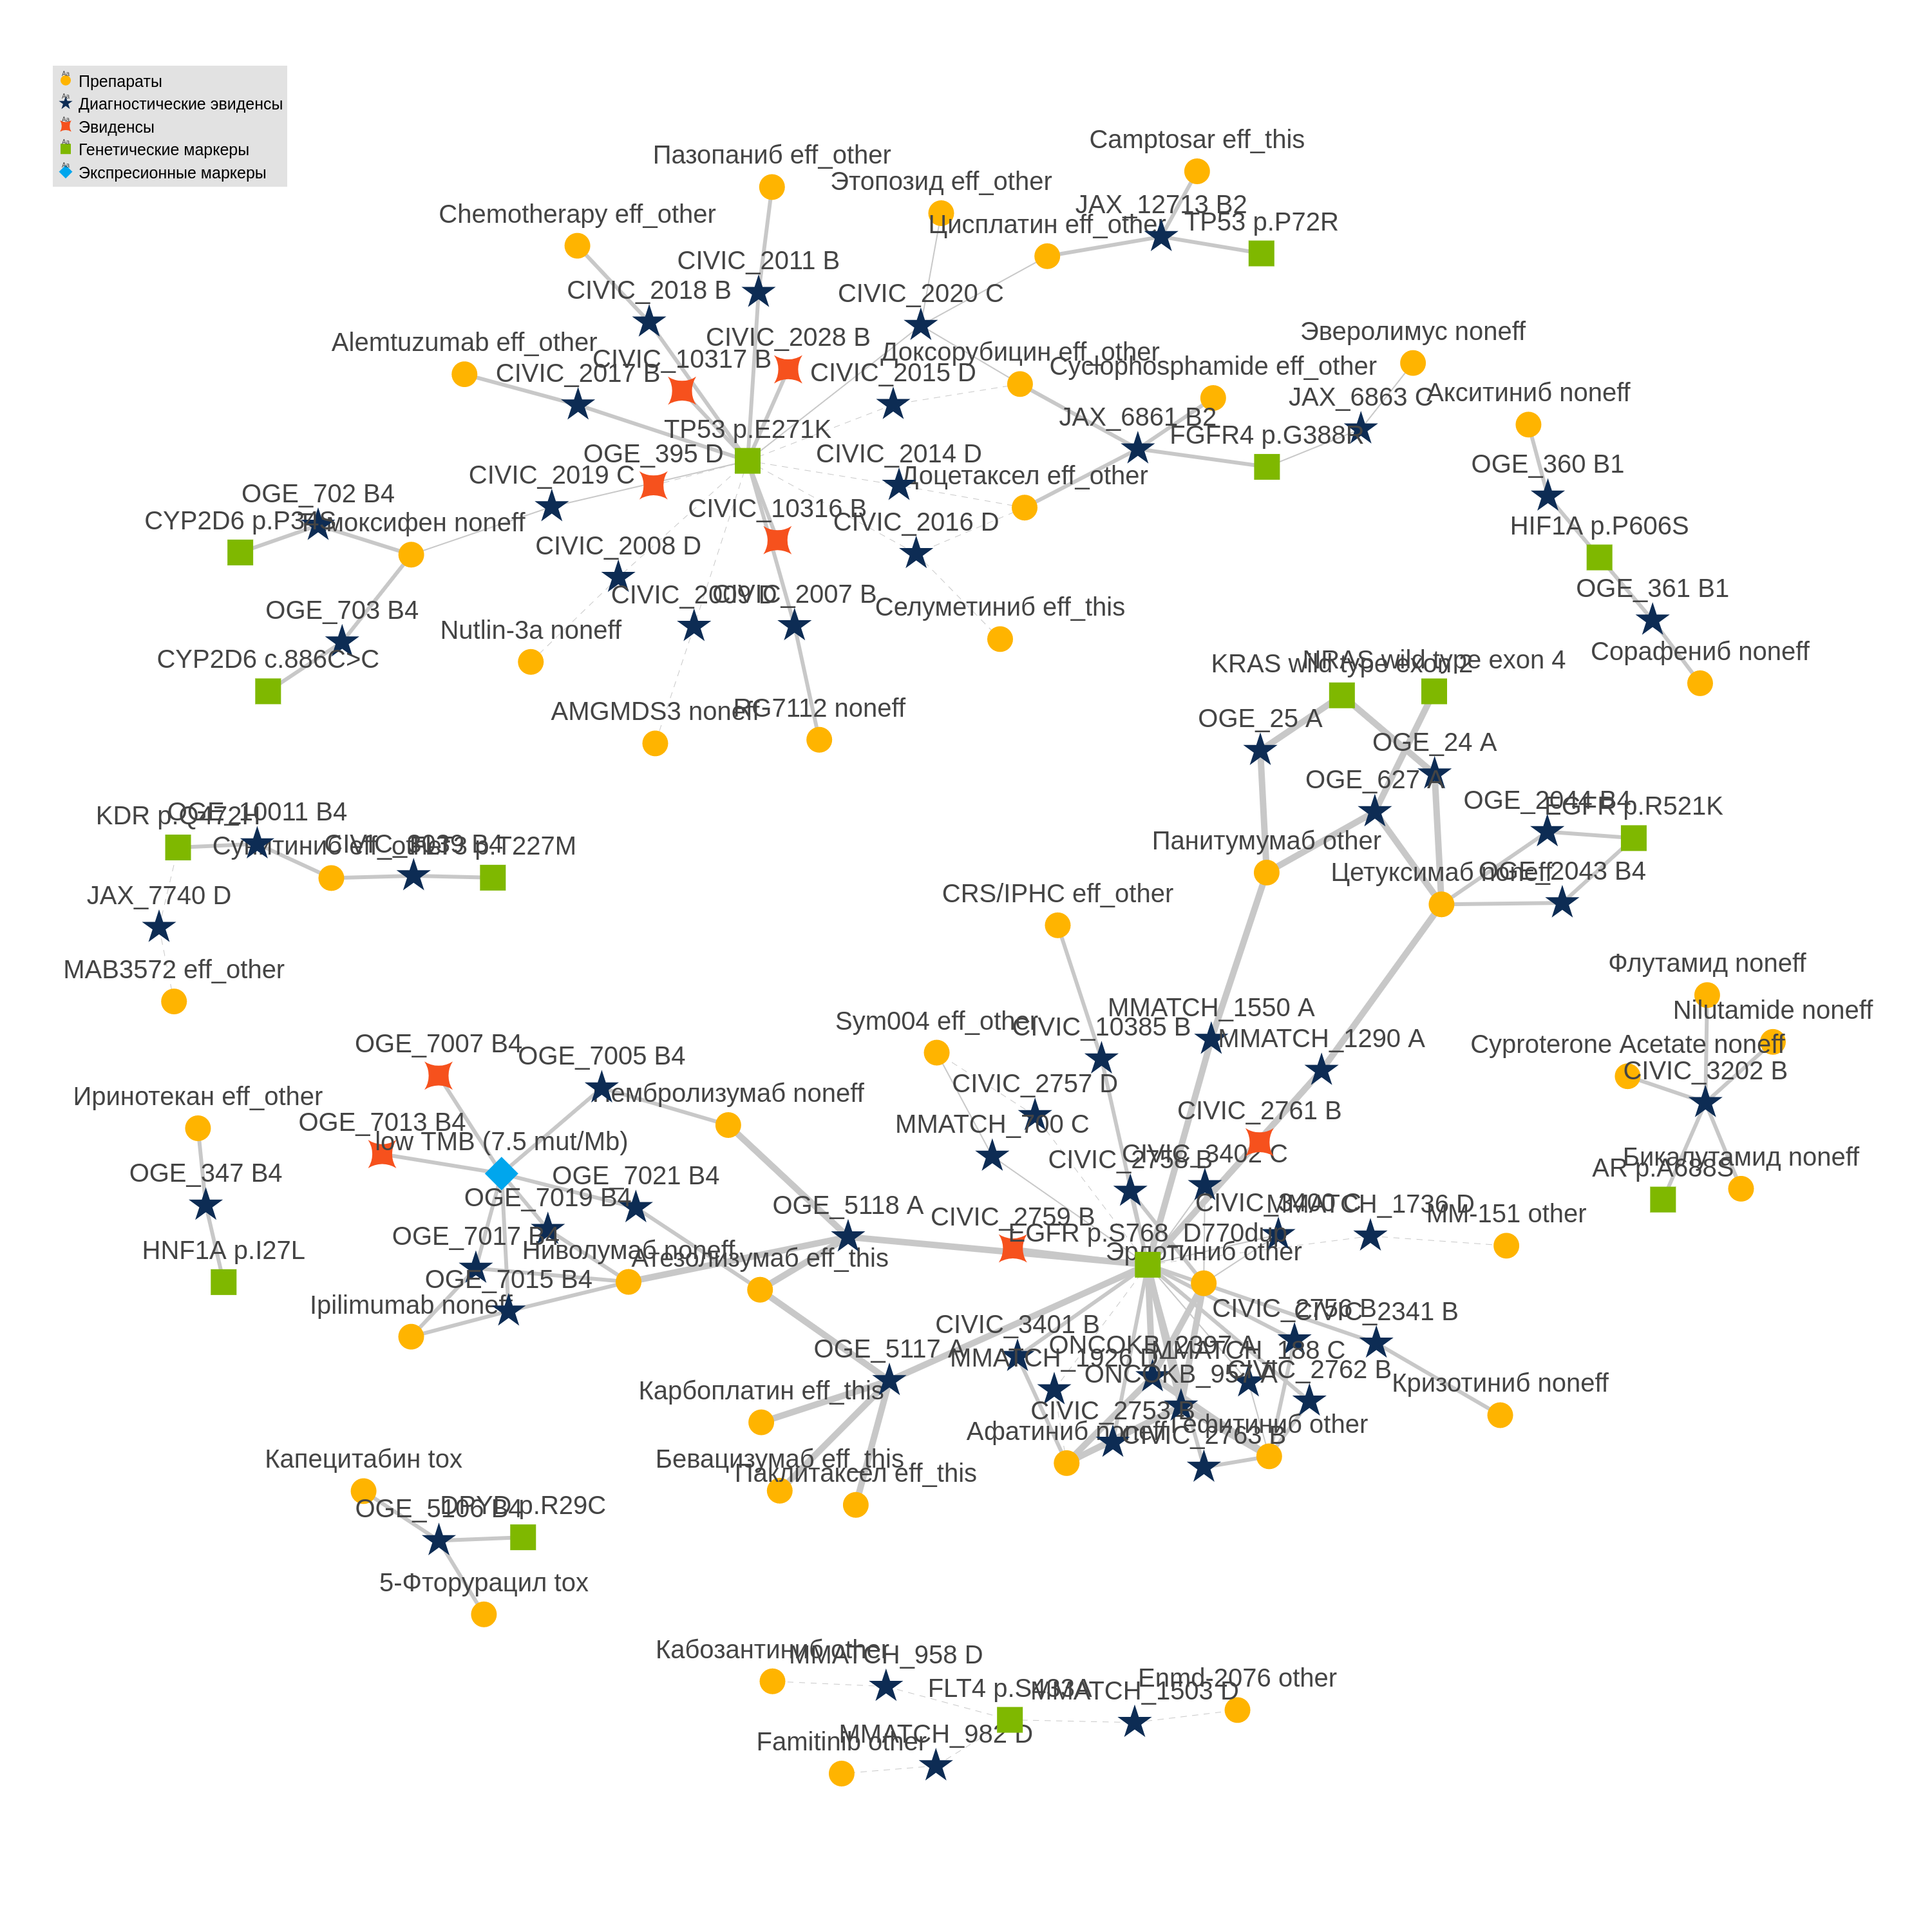 Препараты
Диагностические эвиденсы
Эвиденсы
Генетические маркеры
Экспресионные маркеры
Camptosar eff_this
Пазопаниб eff_other
Этопозид eff_other
JAX_12713 B2
Chemotherapy eff_other
Цисплатин eff_other
TP53 p.P72R
CIVIC_2011 B
CIVIC_2018 B
CIVIC_2020 C
Эверолимус noneff
CIVIC_2028 B
Alemtuzumab eff_other
CIVIC_10317 B
Доксорубицин eff_other
Cyclophosphamide eff_other
CIVIC_2017 B
CIVIC_2015 D
Акситиниб noneff
JAX_6863 C
JAX_6861 B2
TP53 p.E271K
FGFR4 p.G388R
OGE_395 D
CIVIC_2014 D
OGE_360 B1
CIVIC_2019 C
Доцетаксел eff_other
OGE_702 B4
CIVIC_10316 B
CYP2D6 p.P34S
Тамоксифен noneff
CIVIC_2016 D
HIF1A p.P606S
CIVIC_2008 D
OGE_361 B1
CIVIC_2009 D
CIVIC_2007 B
OGE_703 B4
Селуметиниб eff_this
Nutlin-3a noneff
CYP2D6 c.886C>C
Сорафениб noneff
KRAS wild type exon 2
NRAS wild type exon 4
AMGMDS3 noneff
RG7112 noneff
OGE_25 A
OGE_24 A
OGE_627 A
OGE_2044 B4
EGFR p.R521K
KDR p.Q472H
OGE_10011 B4
Сунитиниб eff_other
FLT3 p.T227M
Панитумумаб other
Цетуксимаб noneff
OGE_2043 B4
JAX_7740 D
CRS/IPHC eff_other
MAB3572 eff_other
Флутамид noneff
MMATCH_1550 A
Nilutamide noneff
Sym004 eff_other
CIVIC_10385 B
MMATCH_1290 A
OGE_7007 B4
OGE_7005 B4
Cyproterone Acetate noneff
CIVIC_3202 B
CIVIC_2757 D
Иринотекан eff_other
Пембролизумаб noneff
CIVIC_2761 B
OGE_7013 B4
MMATCH_700 C
low TMB (7.5 mut/Mb)
CIVIC_2758 B
CIVIC_3402 C
Бикалутамид noneff
AR p.A688S
OGE_347 B4
OGE_7021 B4
OGE_7019 B4
OGE_5118 A
CIVIC_2759 B
CIVIC_3400 C
MMATCH_1736 D
MM-151 other
EGFR p.S768_D770dup
OGE_7017 B4
HNF1A p.I27L
Ниволумаб noneff
Атезолизумаб eff_this
Эрлотиниб other
OGE_7015 B4
Ipilimumab noneff
CIVIC_3401 B
CIVIC_2756 B
CIVIC_2341 B
OGE_5117 A
ONCOKB_2397 A
MMATCH_188 C
MMATCH_1926 D
ONCOKB_957 A
CIVIC_2762 B
Карбоплатин eff_this
Кризотиниб noneff
CIVIC_2753 B
Афатиниб noneff
Гефитиниб other
CIVIC_2763 B
Бевацизумаб eff_this
Паклитаксел eff_this
Капецитабин tox
OGE_5106 B4
DPYD p.R29C
5-Фторурацил tox
Кабозантиниб other
MMATCH_958 D
Enmd-2076 other
FLT4 p.S433A
MMATCH_1503 D
Famitinib other
MMATCH_982 D